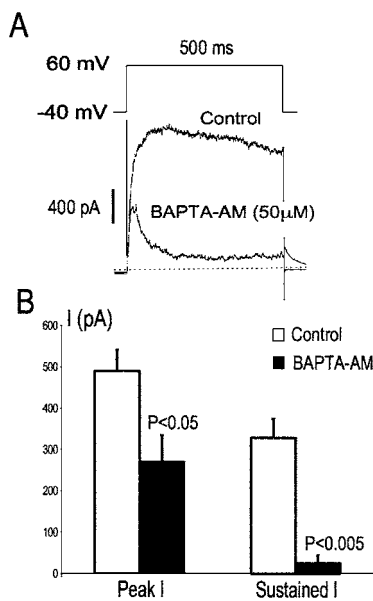 A
500 ms
60 mV
-40 mV
Control
400 pA
BAPTA-AM (50µM)
B
I (pA)
600
500
400
300
200
100
0
Control
BAPTA-AM
P<0.05
P<0.005
Peak I
Sustained I